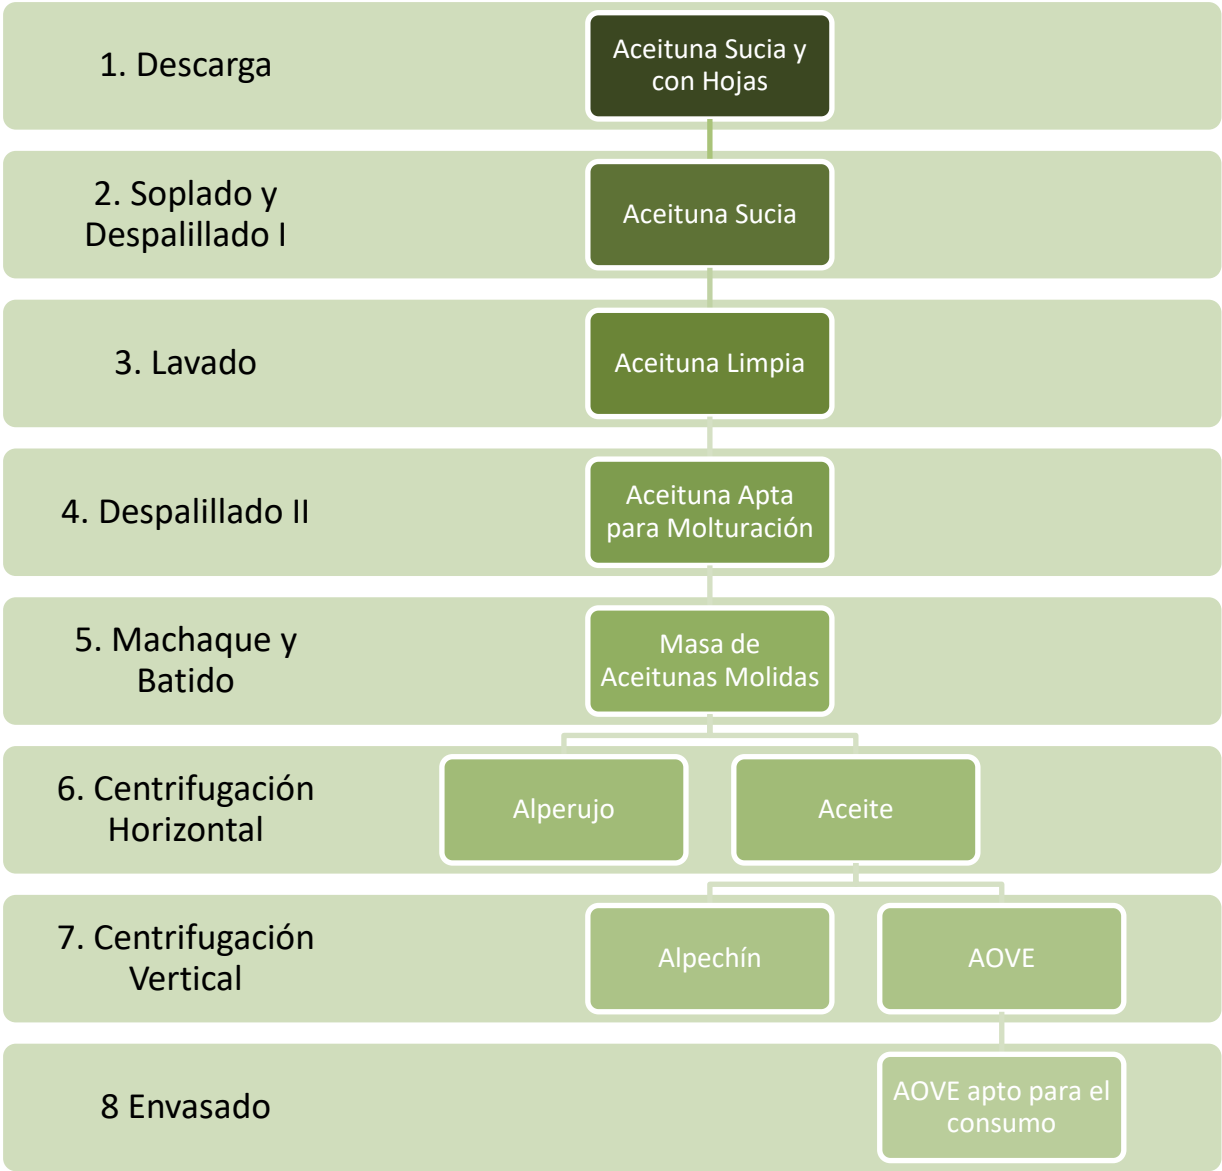 1. Descarga
Aceituna Sucia y
con Hojas
2. Soplado y
Despalillado I
Aceituna Sucia
3. Lavado
Aceituna Limpia
4. Despalillado II
Aceituna Apta
para Molturación
5. Machaque y
Batido
Masa de
Aceitunas Molidas
6. Centrifugación
Horizontal
Alperujo
Aceite
7. Centrifugación
Vertical
Alpechín
AOVE
8 Envasado
AOVE apto para el
consumo